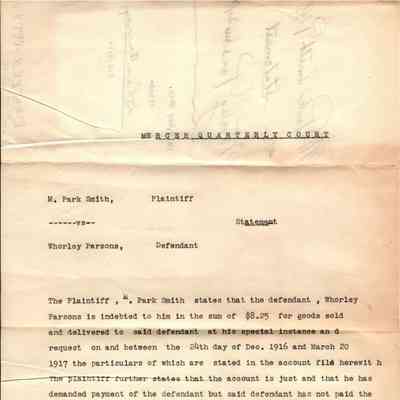 MERCER QUARTERLY COURT
M. Park Smith, Plaintiff
------vs-- Statement
Whorley Parsons, Defendant
The Plaintiff , M. Park Smith states that the defendant , Whorley
Parsons is indebted to him in the sum of $8.25 for goods sold
and delivered to said defendant at his special instance an d
request on and between the 24th day of Dec. 1916 and March 20
1917 the particulars of which are stated in the account file herewit h
The plaintiff further states that the account is just and that he has
demanded payment of the defendant but said defendant has not paid the